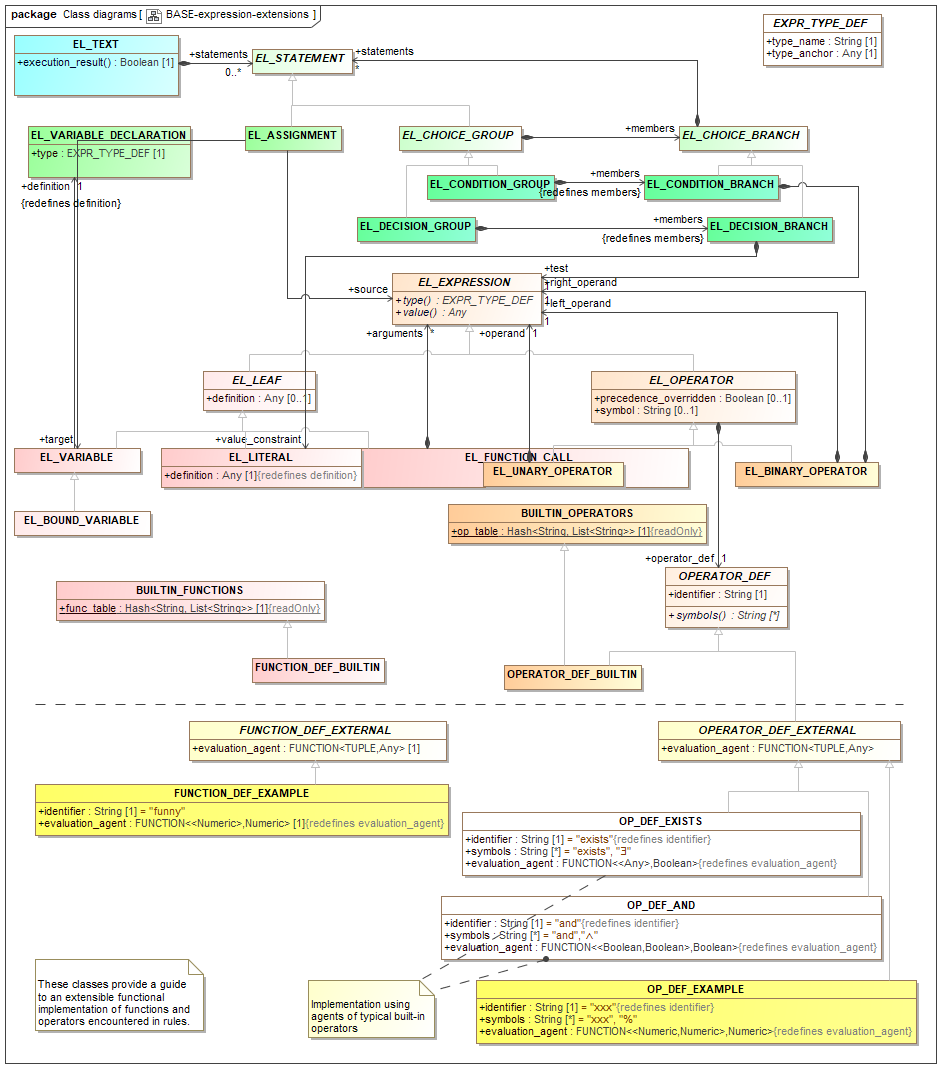 package Class diagrams [ BASE-expression-extensions ]
EXPR_TYPE_DEF
+type_name : String [1]
+type_anchor : Any [1]
EL_TEXT
+execution_result() : Boolean [1]
+statements
0..*
EL_STATEMENT
+statements
*
EL_VARIABLE_DECLARATION
+type : EXPR_TYPE_DEF [1]
EL_ASSIGNMENT
EL_CHOICE_GROUP
+members
EL_CHOICE_BRANCH
+definition 1
{redefines definition}
EL_CONDITION_GROUP
+members
{redefines members}
EL_CONDITION_BRANCH
EL_DECISION_GROUP
+members
{redefines members}
EL_DECISION_BRANCH
+source
EL_EXPRESSION
+type() : EXPR_TYPE_DEF
+value() : Any
+test
1
+right_operand
1
+left_operand
1
+arguments *
+operand 1
EL_LEAF
+definition : Any [0..1]
EL_OPERATOR
+precedence_overridden : Boolean [0..1]
+symbol : String [0..1]
+target
+value_constraint
EL_VARIABLE
EL_LITERAL
+definition : Any [1]{redefines definition}
EL_FUNCTION_CALL
EL_UNARY_OPERATOR
EL_BINARY_OPERATOR
EL_BOUND_VARIABLE
BUILTIN_OPERATORS
+op_table : Hash<String, List<String>> [1]{readOnly}
+operator_def 1
OPERATOR_DEF
+identifier : String [1]
+symbols() : String [*]
BUILTIN_FUNCTIONS
+func_table : Hash<String, List<String>> [1]{readOnly}
FUNCTION_DEF_BUILTIN
OPERATOR_DEF_BUILTIN
FUNCTION_DEF_EXTERNAL
+evaluation_agent : FUNCTION<TUPLE,Any> [1]
OPERATOR_DEF_EXTERNAL
+evaluation_agent : FUNCTION<TUPLE,Any>
FUNCTION_DEF_EXAMPLE
+identifier : String [1] = "funny"
+evaluation_agent : FUNCTION<<Numeric>,Numeric> [1]{redefines evaluation_agent}
OP_DEF_EXISTS
+identifier : String [1] = "exists"{redefines identifier}
+symbols : String [*] = "exists", "∃"
+evaluation_agent : FUNCTION<<Any>,Boolean>{redefines evaluation_agent}
OP_DEF_AND
+identifier : String [1] = "and"{redefines identifier}
+symbols : String [*] = "and","∧"
+evaluation_agent : FUNCTION<<Boolean,Boolean>,Boolean>{redefines evaluation_agent}
These classes provide a guide
to an extensible functional
implementation of functions and
operators encountered in rules.
Implementation using
agents of typical built-in
operators
OP_DEF_EXAMPLE
+identifier : String [1] = "xxx"{redefines identifier}
+symbols : String [*] = "xxx", "%"
+evaluation_agent : FUNCTION<<Numeric,Numeric>,Numeric>{redefines evaluation_agent}